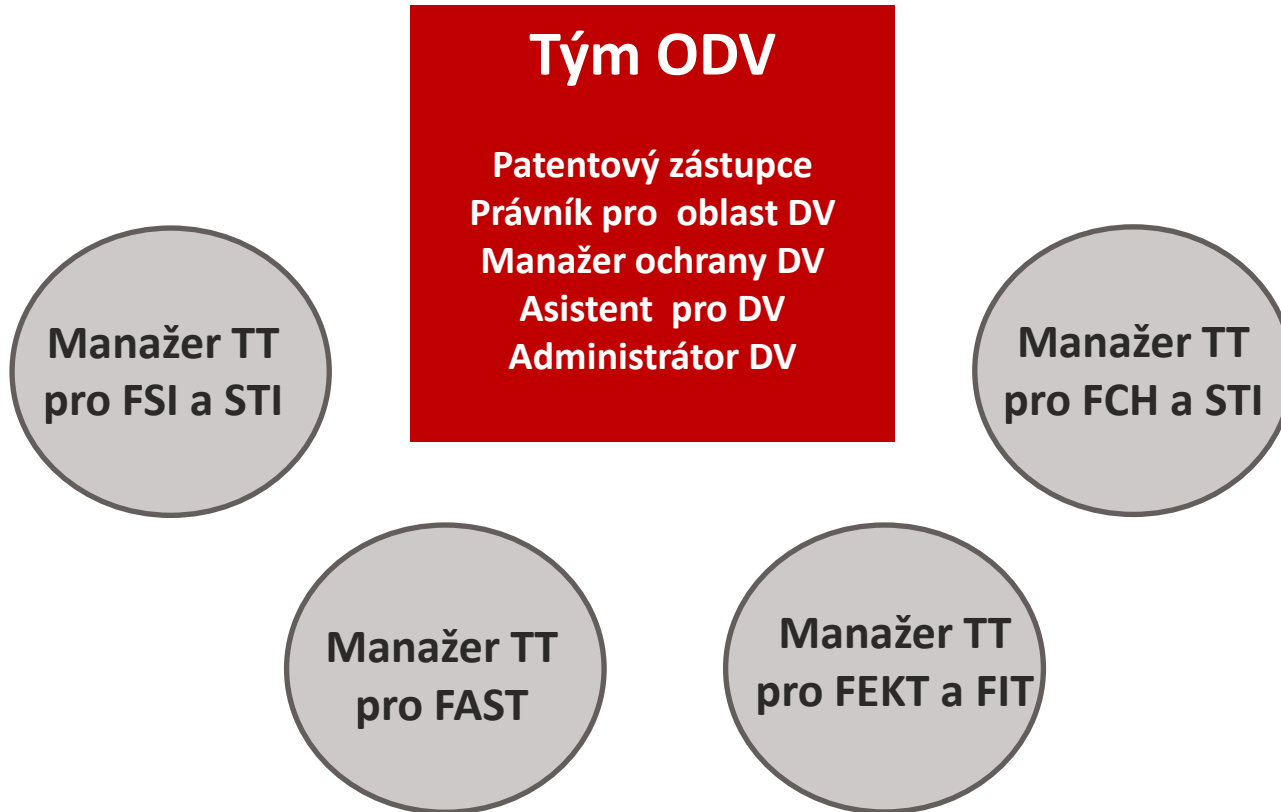 Tým ODV
Patentový zástupce
Právník pro oblast DV
Manažer ochrany DV
Asistent pro DV
Administrátor DV
Manažer TT
pro FSI a STI
Manažer TT
pro FCH a STI
Manažer TT
pro FAST
Manažer TT
pro FEKT a FIT